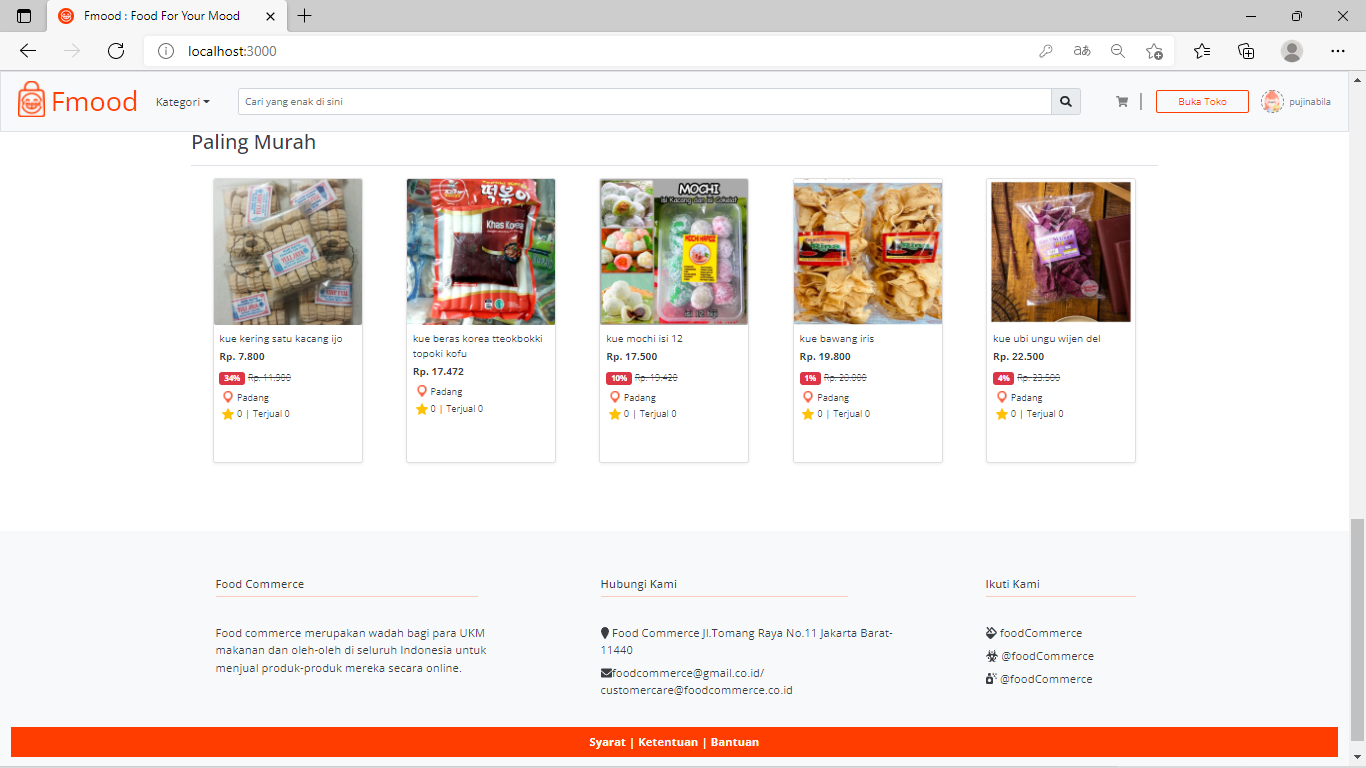 Fmood : Food For Your Mood
localhost:3000
Fmood
Kategori
Cari yang enak di sini
Buka Toko
pujinabila
Paling Murah
떡볶이
Khas Korea
MOCHI
isi Kacang dan isi Cokelat
isi 12 biji
kue kering satu kacang ijo
Rp. 7.800
34% Rp. 11.900
Padang
0 | Terjual 0
kue beras korea tteokbokki
topoki kofu
Rp. 17.472
Padang
0 | Terjual 0
kue mochi isi 12
Rp. 17.500
10% Rp. 19.420
Padang
0 | Terjual 0
kue bawang iris
Rp. 19.800
1% Rp. 20.000
Padang
0 | Terjual 0
kue ubi ungu wijen del
Rp. 22.500
4% Rp. 23.500
Padang
0 | Terjual 0
Food Commerce
Food commerce merupakan wadah bagi para UKM
makanan dan oleh-oleh di seluruh Indonesia untuk
menjual produk-produk mereka secara online.
Hubungi Kami
Food Commerce Jl.Tomang Raya No.11 Jakarta Barat-
11440
foodcommerce@gmail.co.id/
customercare@foodcommerce.co.id
Ikuti Kami
foodCommerce
@foodCommerce
@foodCommerce
Syarat | Ketentuan | Bantuan